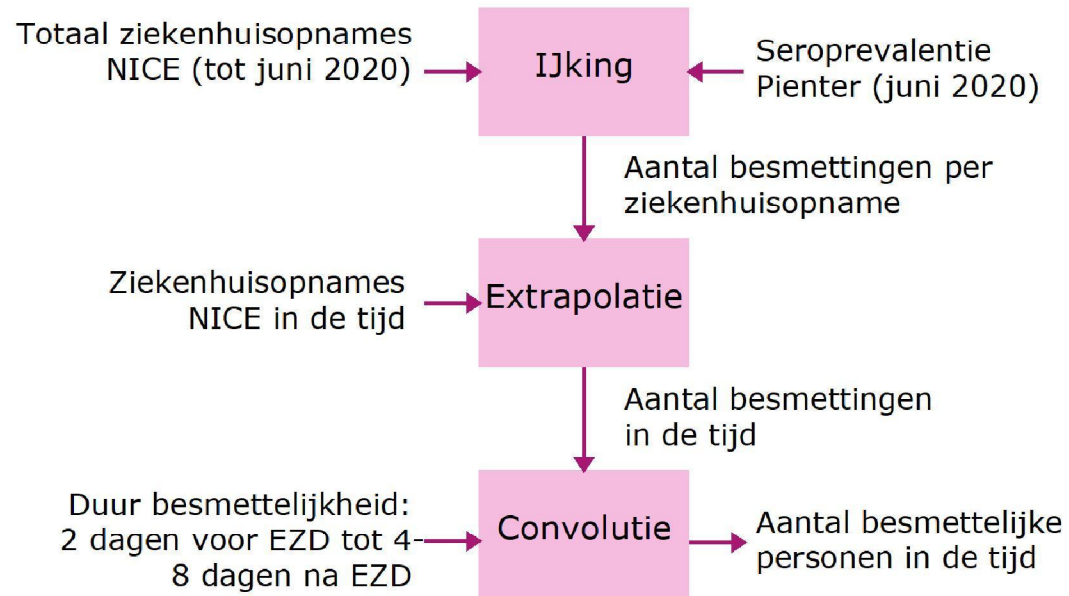 Totaal ziekenhuisopnames
NICE (tot juni 2020)
IJking
Seroprevalentie
Pienter (juni 2020)
Aantal besmettingen per
ziekenhuisopname
Ziekenhuisopnames
NICE in de tijd
Extrapolatie
Aantal besmettingen
in de tijd
Duur besmettelijkheid:
2 dagen voor EZD tot 4-
8 dagen na EZD
Convolutie
Aantal besmettelijke
personen in de tijd